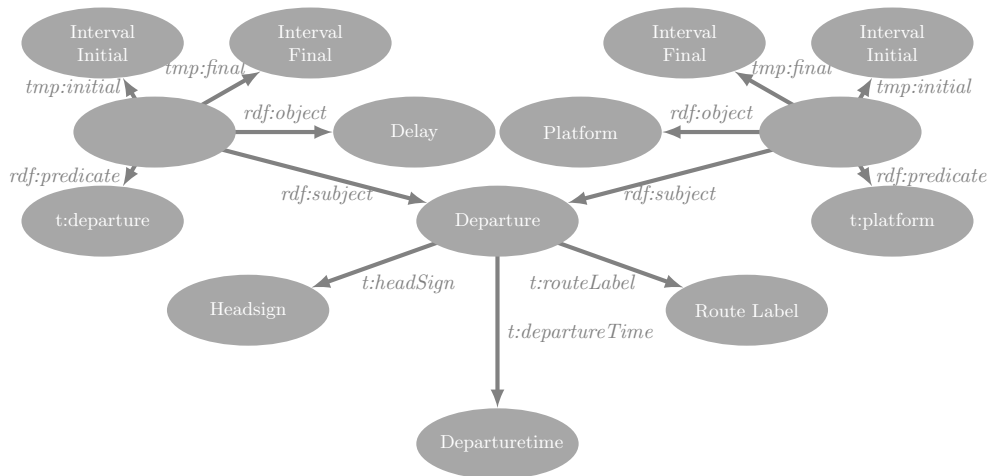 Interval
Initial
Interval
Final
Interval
Final
Interval
Initial
tmp:final
tmp:final
tmp:initial
tmp:initial
rdf:object
rdf:object
Delay
Platform
rdf:predicate
rdf:predicate
rdf:subject
rdf:subject
t:departure
Departure
t:platform
t:headSign
t:routeLabel
Headsign
Route Label
t:departureTime
Departuretime